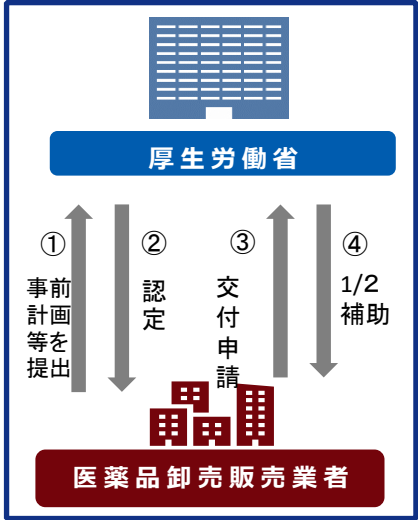 厚生労働省
①
事前
計画
等を
提出
②
認定
③
交付申請
④
1/2
補助
医薬品卸売販売業者